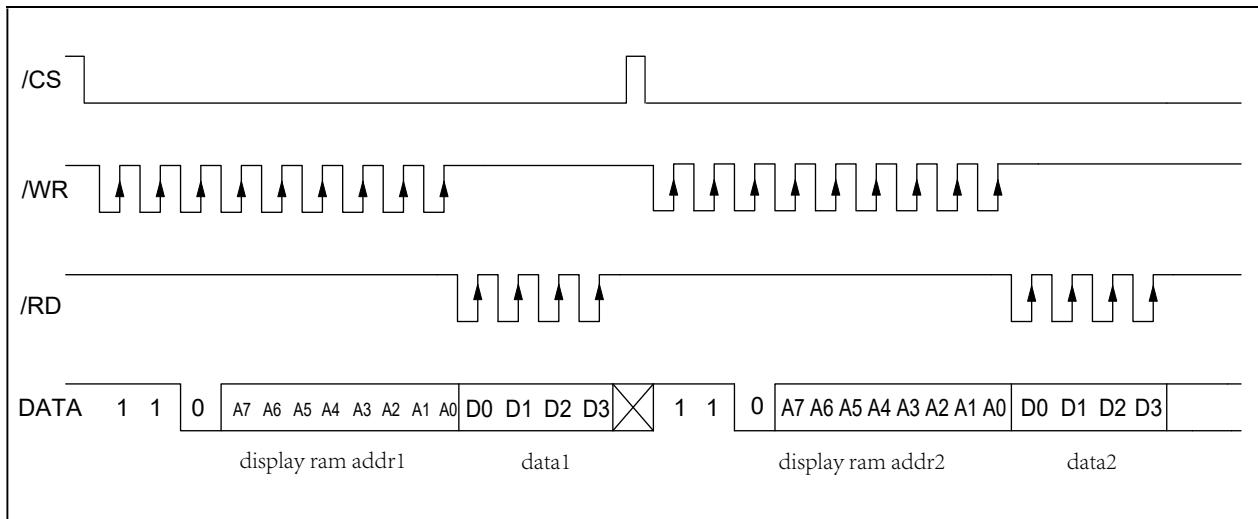 /CS
/WR
/RD
DATA 1 1 0 A7 A6 A5 A4 A3 A2 A1 A0 D0 D1 D2 D3 1 1 0 A7 A6 A5 A4 A3 A2 A1 A0 D0 D1 D2 D3
display ram addr1 data1 display ram addr2 data2